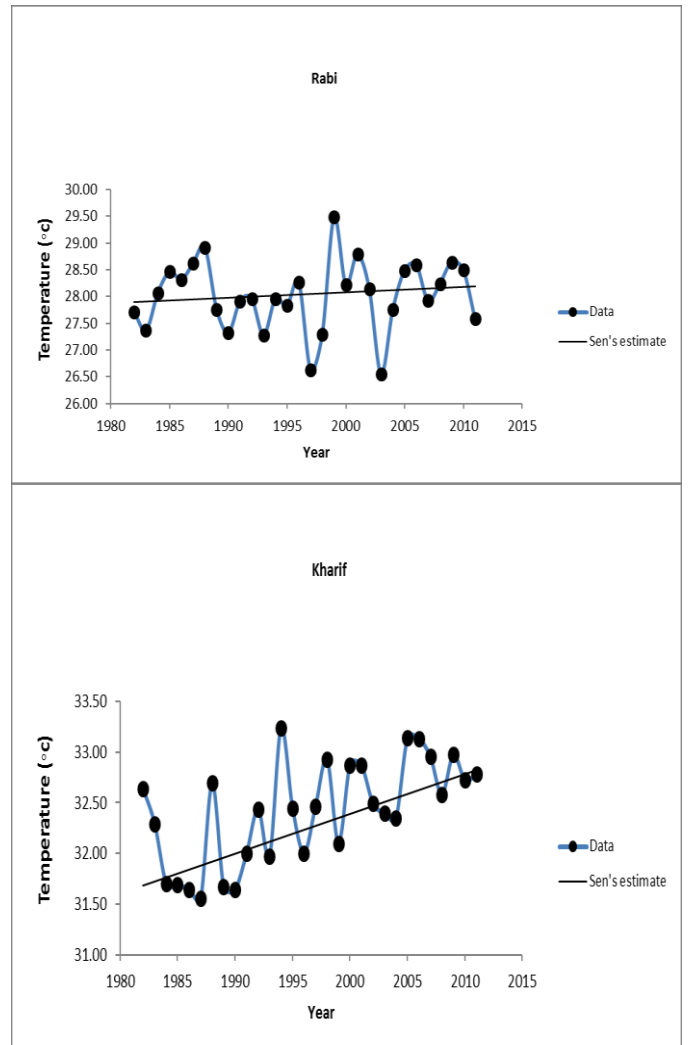 Rabi
Temperature (◦c)
30.00
29.50
29.00
28.50
28.00
27.50
27.00
26.50
26.00
1980 1985 1990 1995 2000 2005 2010 2015
Year
Data
Sen's estimate
Kharif
Temperature (◦c)
33.50
33.00
32.50
32.00
31.50
31.00
1980 1985 1990 1995 2000 2005 2010 2015
Year
Data
Sen's estimate